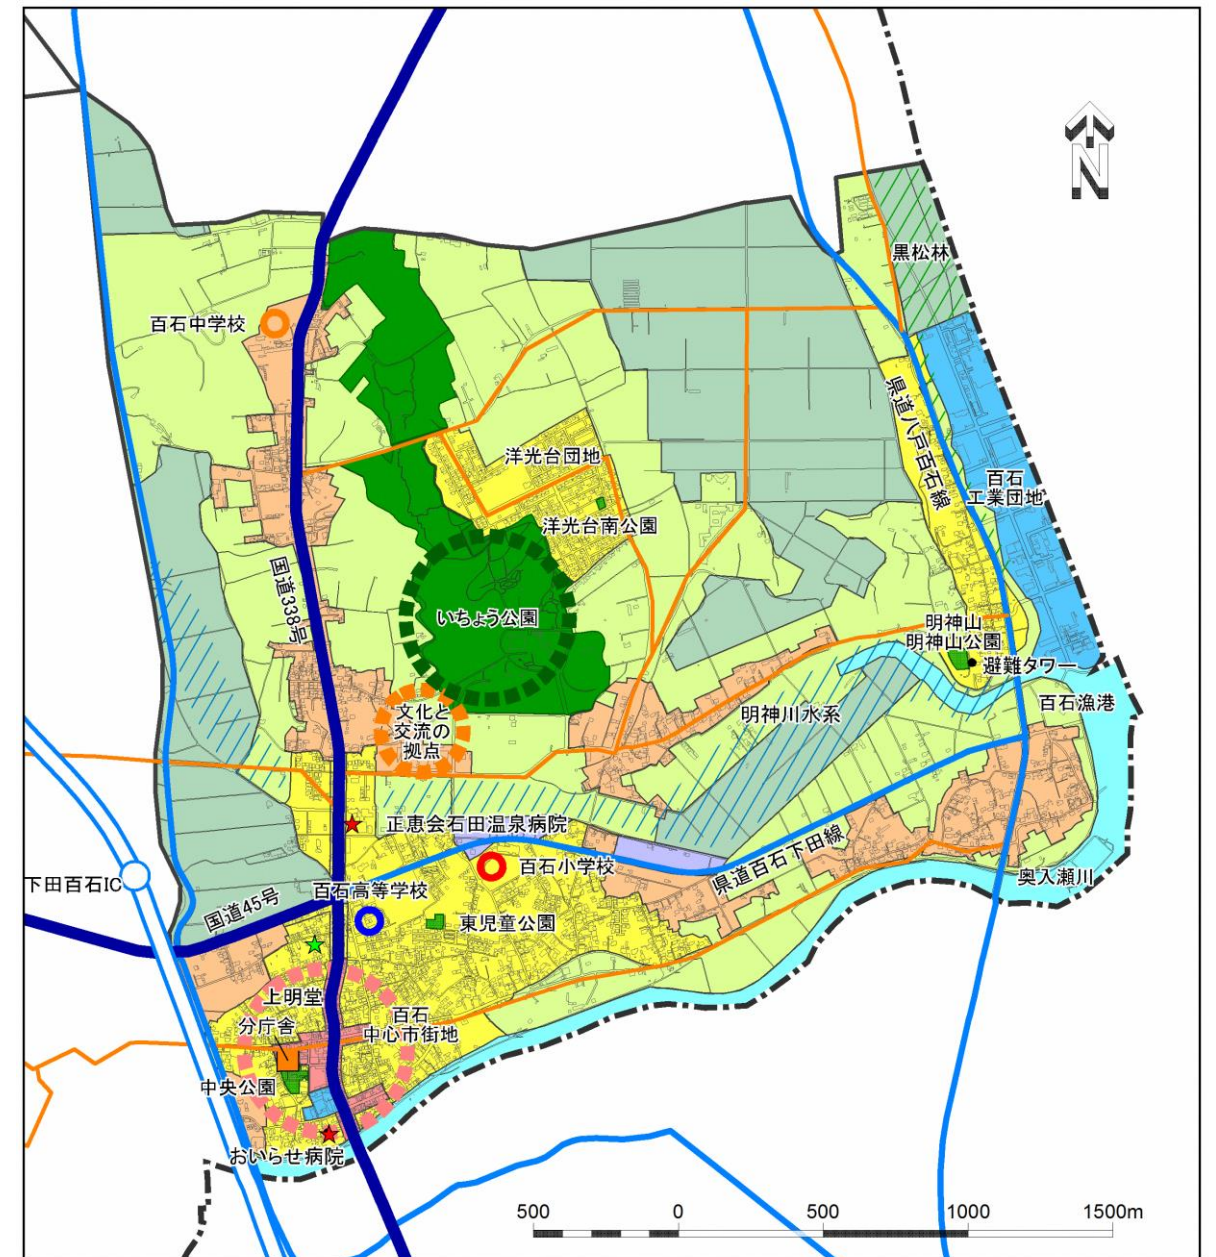 N
黒松林
百石中学校
県道八戸百石線
洋光台団地
百石
工業団地
洋光台南公園
国道338号
いちょう公園
明神山
明神山公園
避難タワー
百石漁港
文化と
交流の
拠点
明神川水系
正恵会石田温泉病院
百石小学校
県道百石下田線
奥入瀬川
下田百石IC
百石高等学校
国道45号
東児童公園
上明堂
百石
中心市街地
分庁舎
中央公園
おいらせ病院
500 0 500 1000 1500m